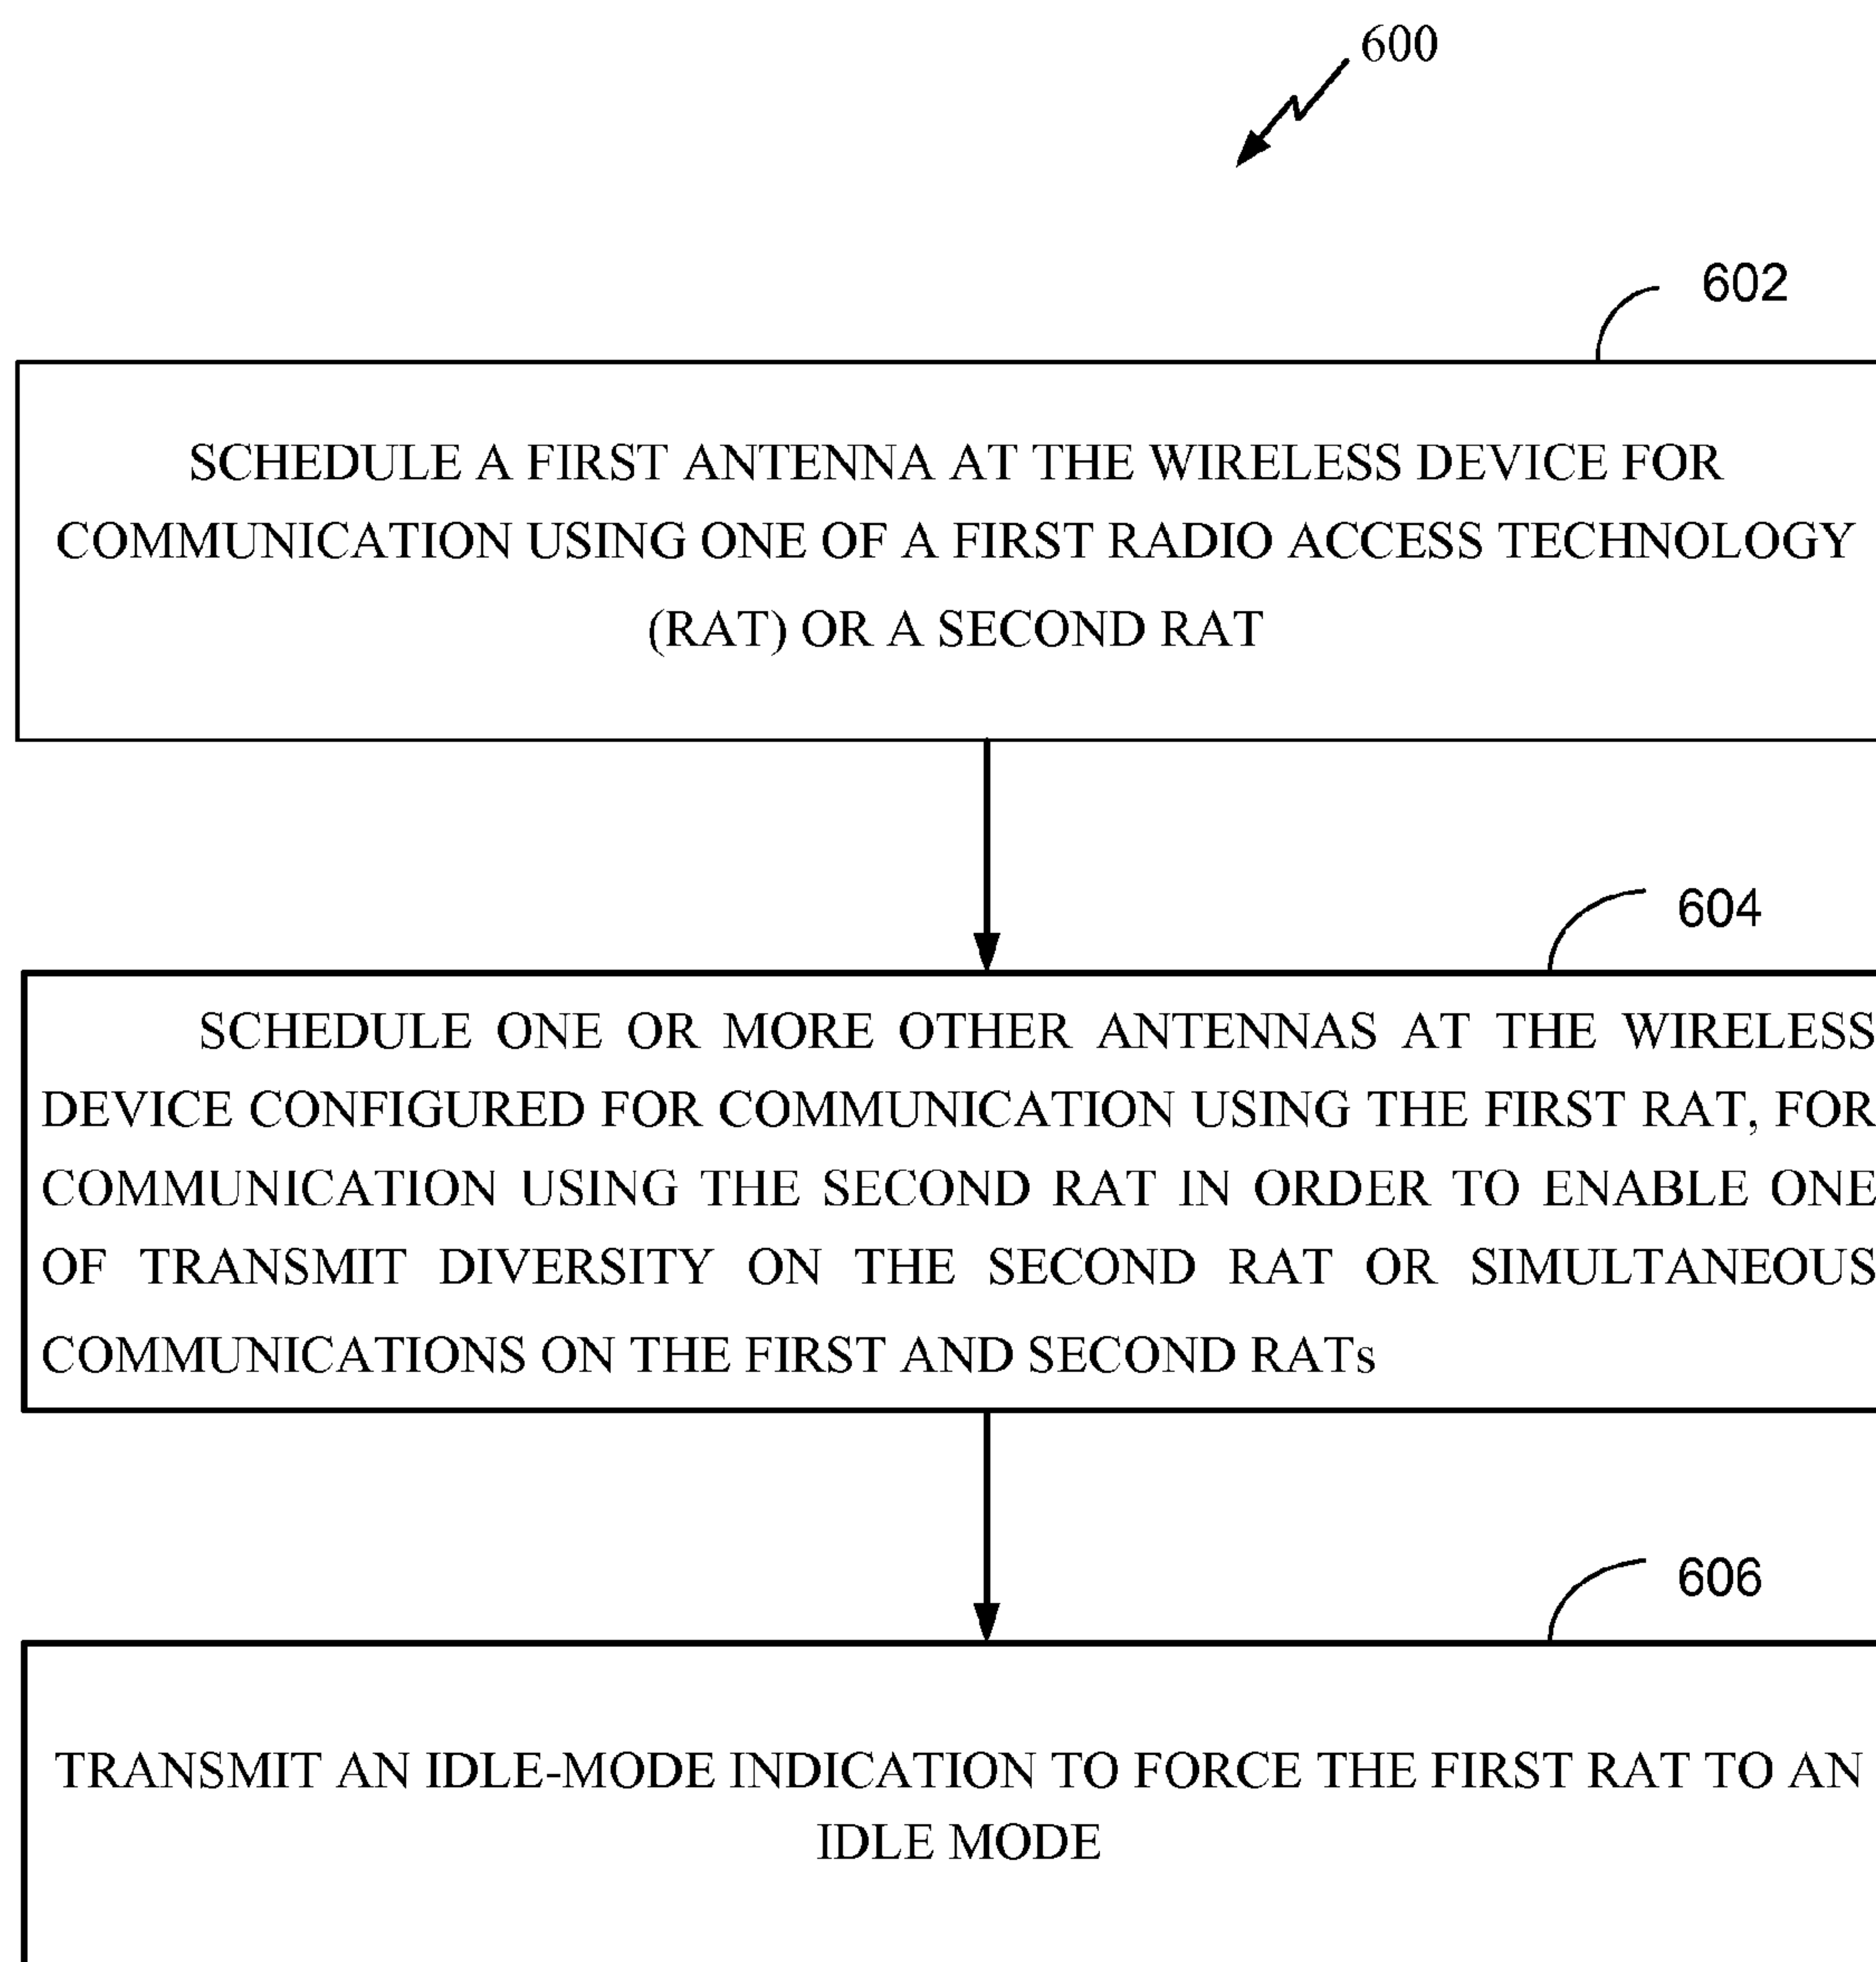 600
602
SCHEDULE A FIRST ANTENNA AT THE WIRELESS DEVICE FOR
COMMUNICATION USING ONE OF A FIRST RADIO ACCESS TECHNOLOGY
(RAT) OR A SECOND RAT
604
SCHEDULE ONE OR MORE OTHER ANTENNAS AT THE WIRELESS
DEVICE CONFIGURED FOR COMMUNICATION USING THE FIRST RAT, FOR
COMMUNICATION USING THE SECOND RAT IN ORDER TO ENABLE ONE
OF TRANSMIT DIVERSITY ON THE SECOND RAT OR SIMULTANEOUS
COMMUNICATIONS ON THE FIRST AND SECOND RATs
606
TRANSMIT AN IDLE-MODE INDICATION TO FORCE THE FIRST RAT TO AN
IDLE MODE